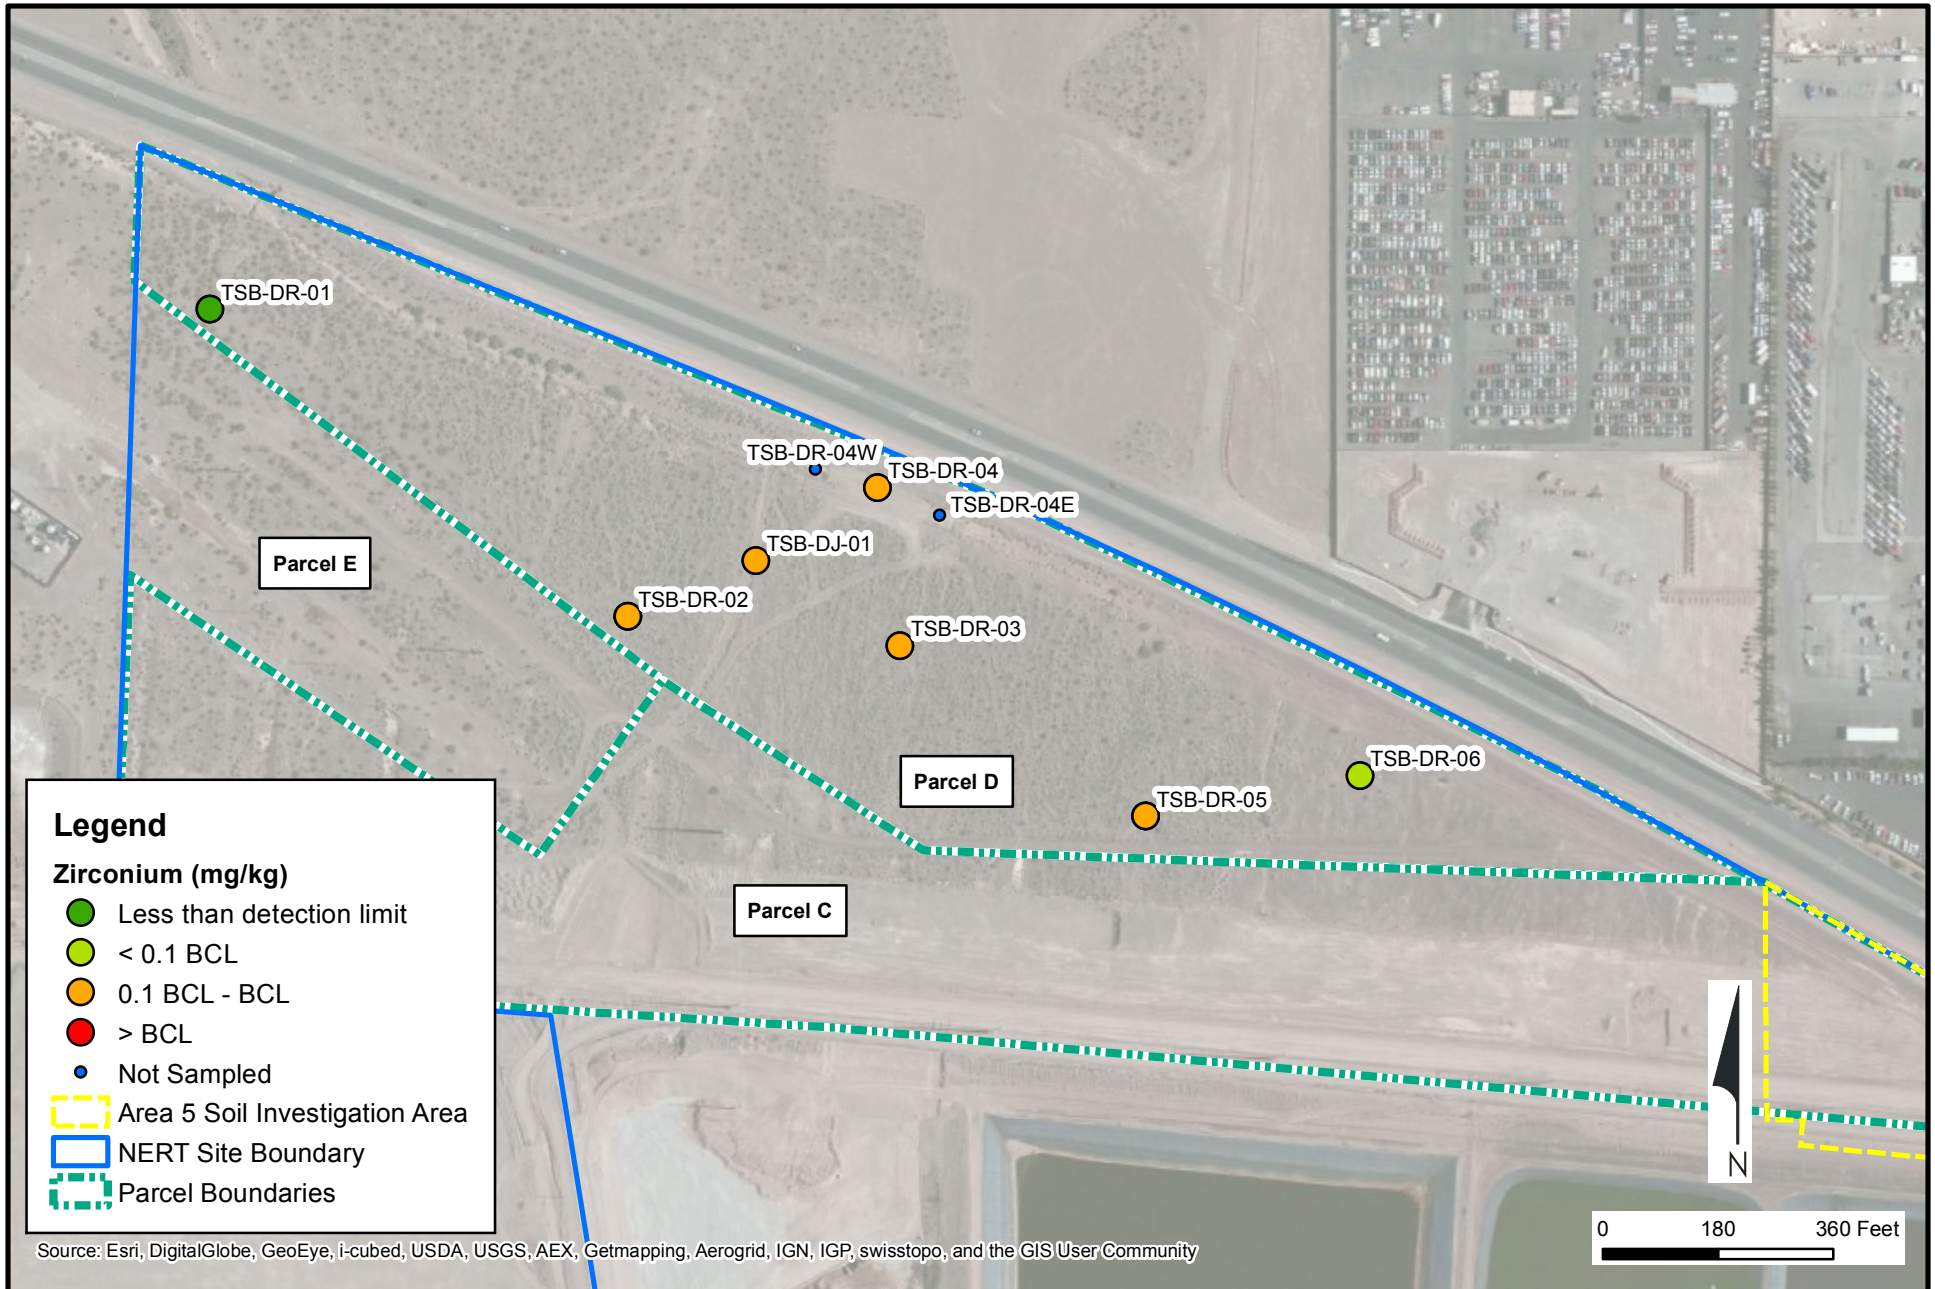 TSB-DR-01
TSB-DR-04W
TSB-DR-04
TSB-DR-04E
TSB-DJ-01
Parcel E
TSB-DR-02
TSB-DR-03
TSB-DR-06
Parcel D
TSB-DR-05
Parcel C
Legend
Zirconium (mg/kg)
Less than detection limit
< 0.1 BCL
0.1 BCL - BCL
> BCL
Not Sampled
Area 5 Soil Investigation Area
NERT Site Boundary
Parcel Boundaries
N
0 180 360 Feet
Source: Esri, DigitalGlobe, GeoEye, i-cubed, USDA, USGS, AEX, Getmapping, Aerogrid, IGN, IGP, swisstopo, and the GIS User Community